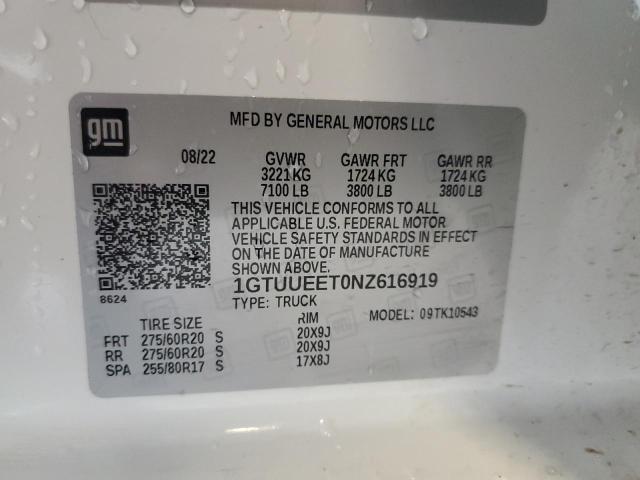 gm
MFD BY GENERAL MOTORS LLC
08/22 GVWR GAWR FRT GAWR RR
3221 KG 1724 KG 1724 KG
7100 LB 3800 LB 3800 LB
THIS VEHICLE CONFORMS TO ALL
APPLICABLE U.S. FEDERAL MOTOR
VEHICLE SAFETY STANDARDS IN EFFECT
ON THE DATE OF MANUFACTURE
SHOWN ABOVE.
8624 1GTUUEET0NZ616919
TYPE: TRUCK
MODEL: 09TK10543
TIRE SIZE RIM
FRT 275/60R20 S 20X9J
RR 275/60R20 S 20X9J
SPA 255/80R17 S 17X8J